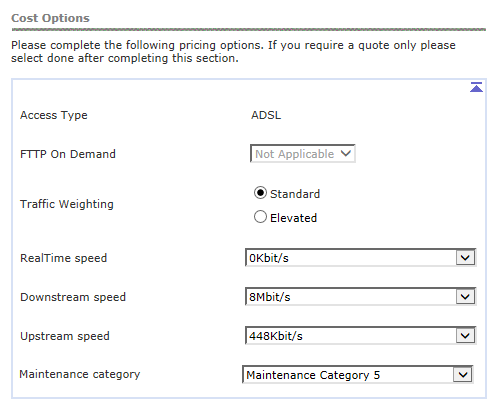 Cost Options
Please complete the following pricing options. If you require a quote only please
select done after completing this section.
Access Type ADSL
FTTP On Demand Not Applicable
Traffic Weighting
Standard
Elevated
RealTime speed 0Kbit/s
Downstream speed 8Mbit/s
Upstream speed 448Kbit/s
Maintenance category Maintenance Category 5